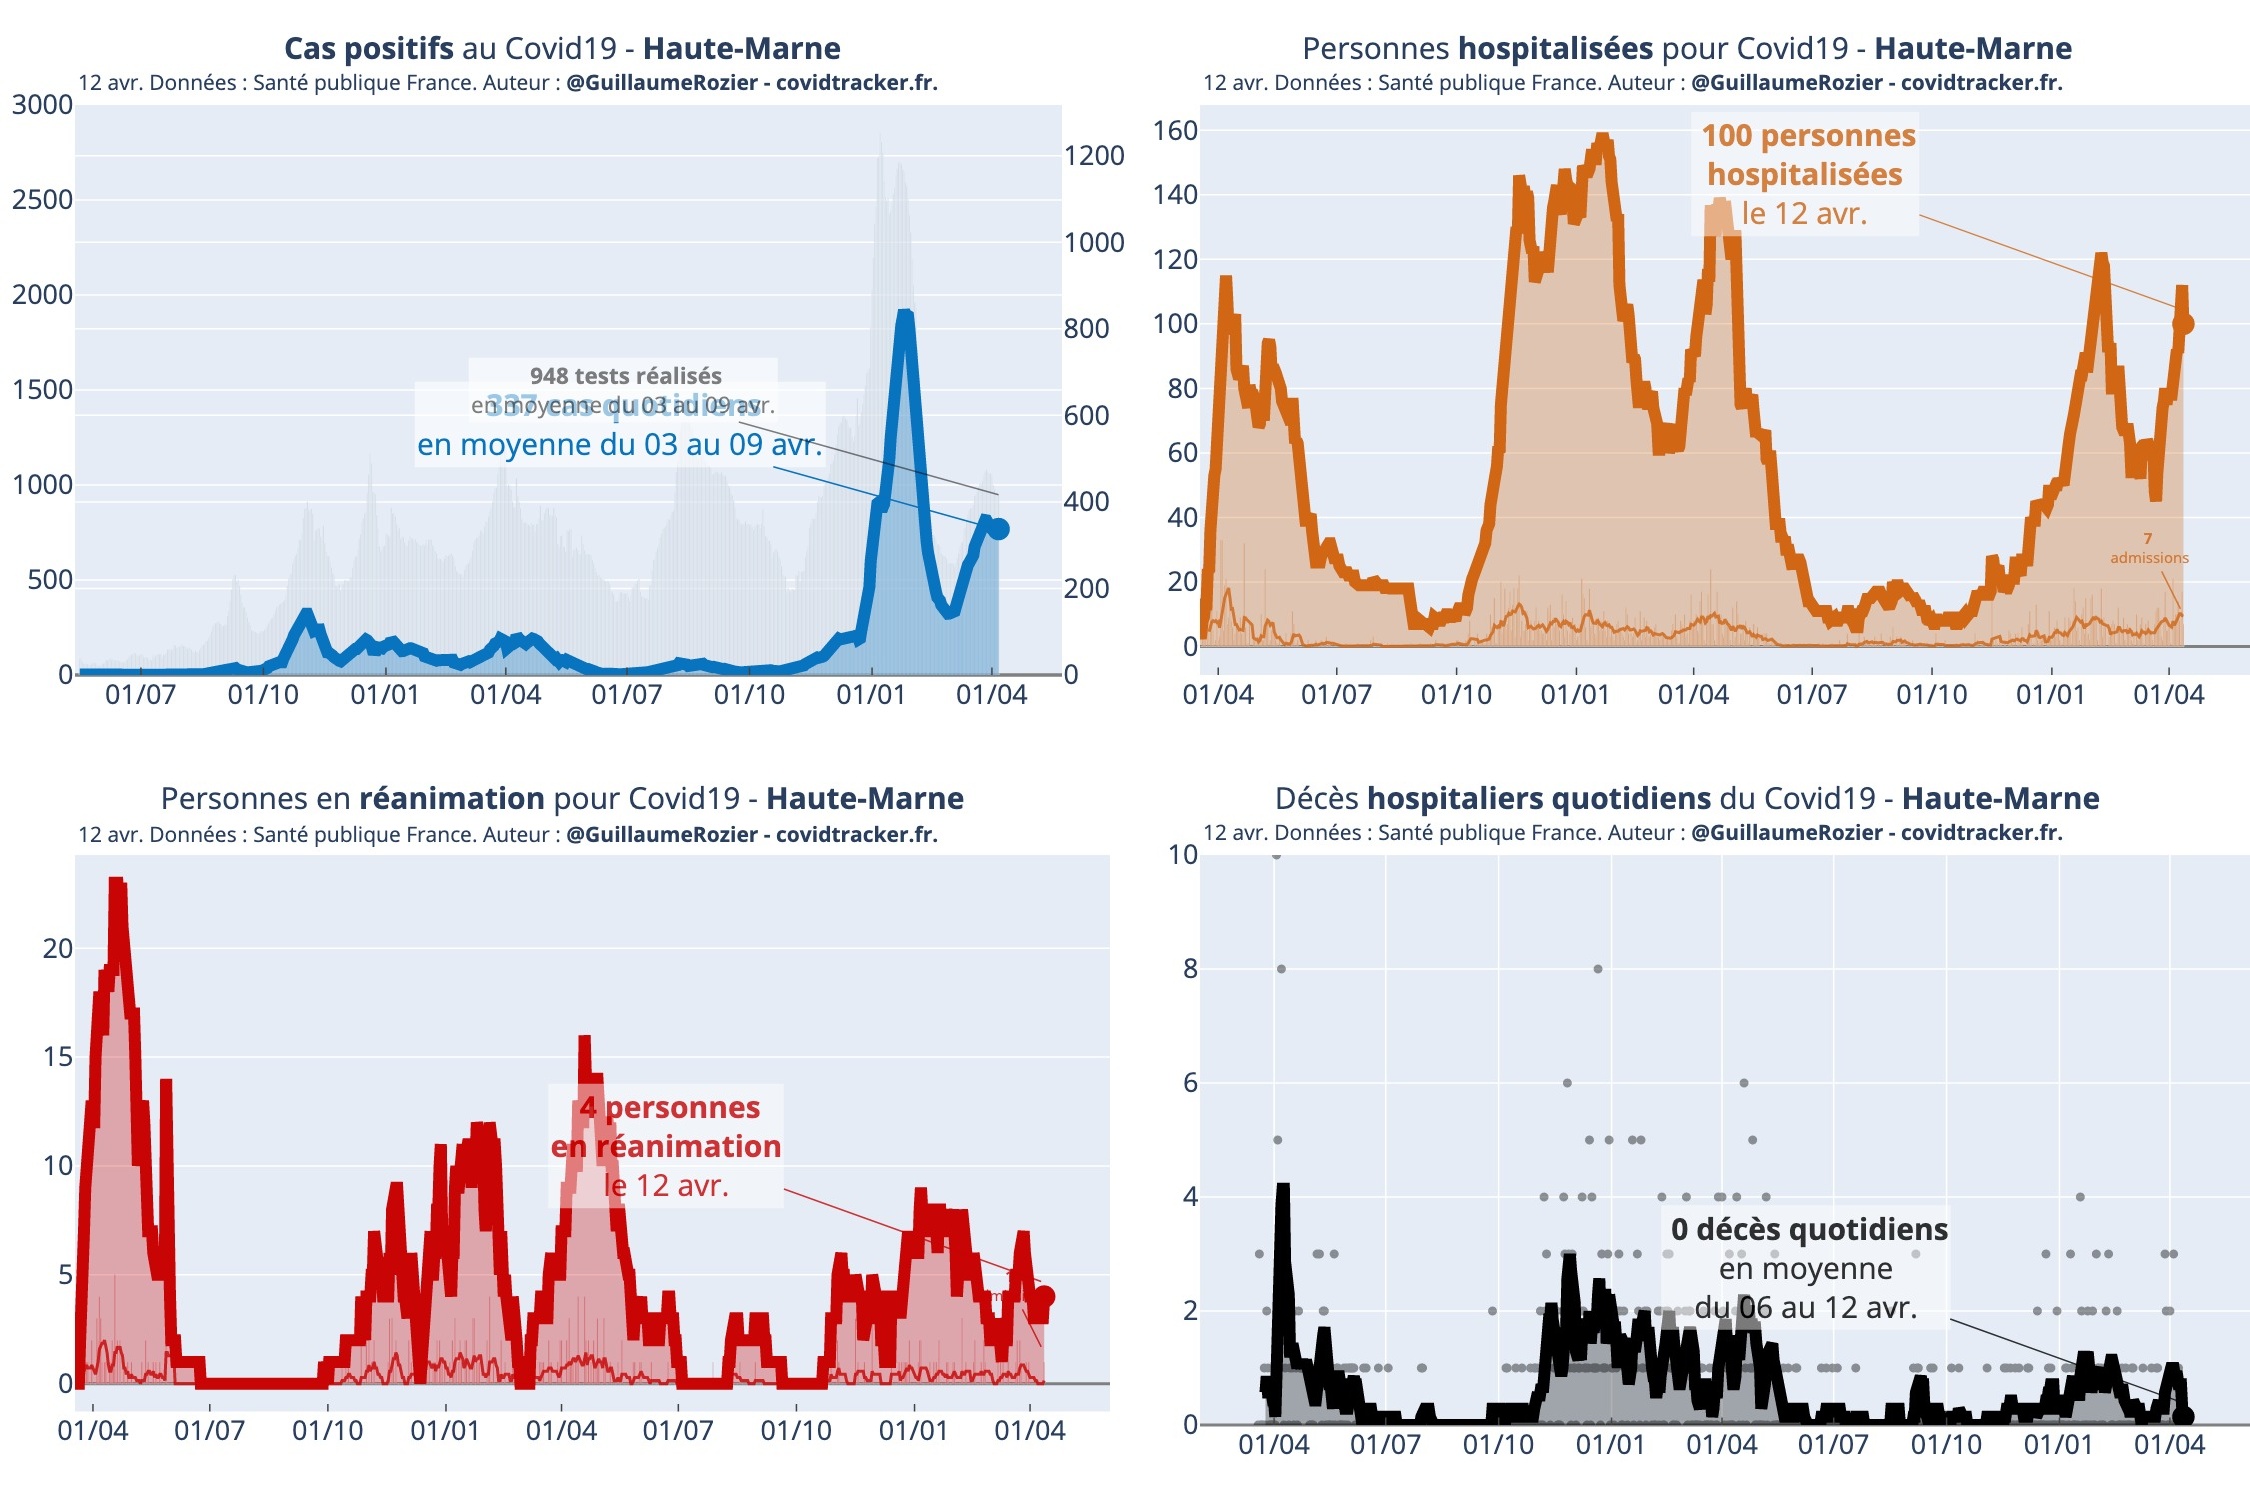 Cas positifs au Covid19 - Haute-Marne
12 avr. Données : Santé publique France. Auteur : @GuillaumeRozier - covidtracker.fr.
3000
2500
2000
1500
1000
500
0
1200
1000
800
600
400
200
0
948 tests réalisés
en moyenne du 03 au 09 avr.
337 cas quotidiens
en moyenne du 03 au 09 avr.
01/07 01/10 01/01 01/04 01/07 01/10 01/01 01/04
Personnes hospitalisées pour Covid19 - Haute-Marne
12 avr. Données : Santé publique France. Auteur : @GuillaumeRozier - covidtracker.fr.
160
140
120
100
80
60
40
20
0
100 personnes
hospitalisées
le 12 avr.
7
admissions
01/04 01/07 01/10 01/01 01/04 01/07 01/10 01/01 01/04
Personnes en réanimation pour Covid19 - Haute-Marne
12 avr. Données : Santé publique France. Auteur : @GuillaumeRozier - covidtracker.fr.
20
15
10
5
0
4 personnes
en réanimation
le 12 avr.
01/04 01/07 01/10 01/01 01/04 01/07 01/10 01/01 01/04
Décès hospitaliers quotidiens du Covid19 - Haute-Marne
12 avr. Données : Santé publique France. Auteur : @GuillaumeRozier - covidtracker.fr.
10
8
6
4
2
0
0 décès quotidiens
en moyenne
du 06 au 12 avr.
01/04 01/07 01/10 01/01 01/04 01/07 01/10 01/01 01/04